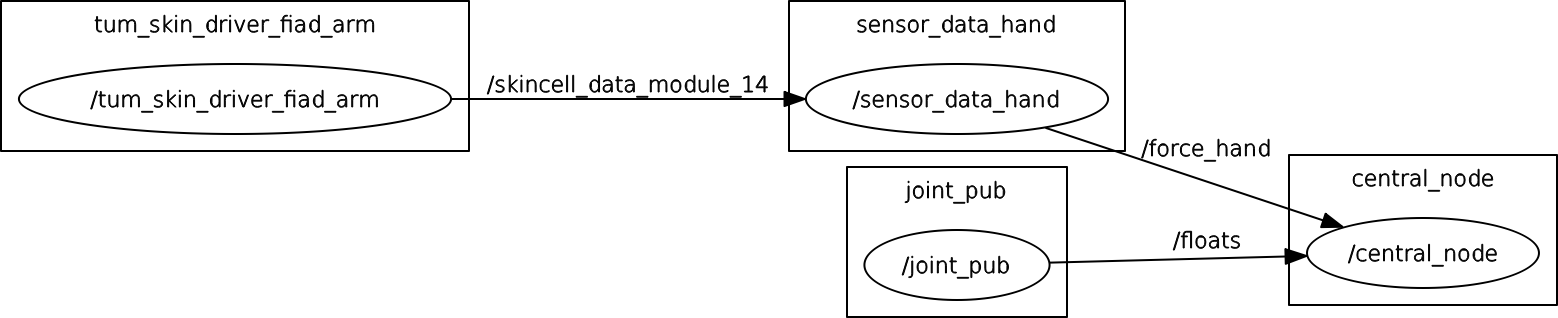 tum_skin_driver_fiad_arm
/tum_skin_driver_fiad_arm
/skincell_data_module_14
sensor_data_hand
/sensor_data_hand
/force_hand
joint_pub
/joint_pub
/floats
central_node
/central_node